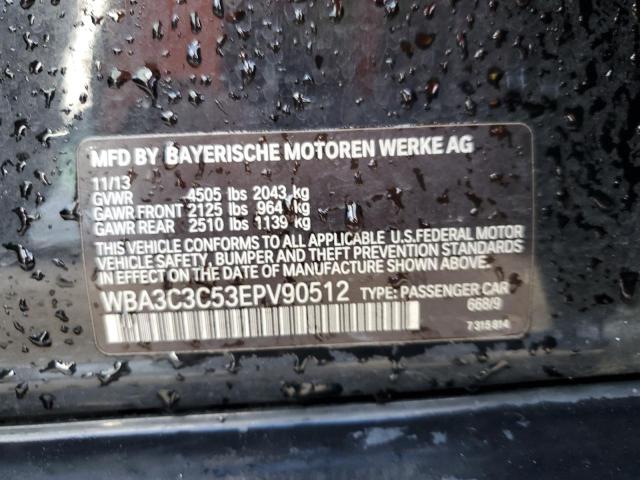 MFD BY BAYERISCHE MOTOREN WERKE AG
11/13
GVWR 4505 lbs 2043 kg
GAWR FRONT 2125 lbs 964 kg
GAWR REAR 2510 lbs 1139 kg
THIS VEHICLE CONFORMS TO ALL APPLICABLE U.S.FEDERAL MOTOR
VEHICLE SAFETY, BUMPER AND THEFT PREVENTION STANDARDS
IN EFFECT ON THE DATE OF MANUFACTURE SHOWN ABOVE.
WBA3C3C53EPV90512 TYPE: PASSENGER CAR
668/9
7315814